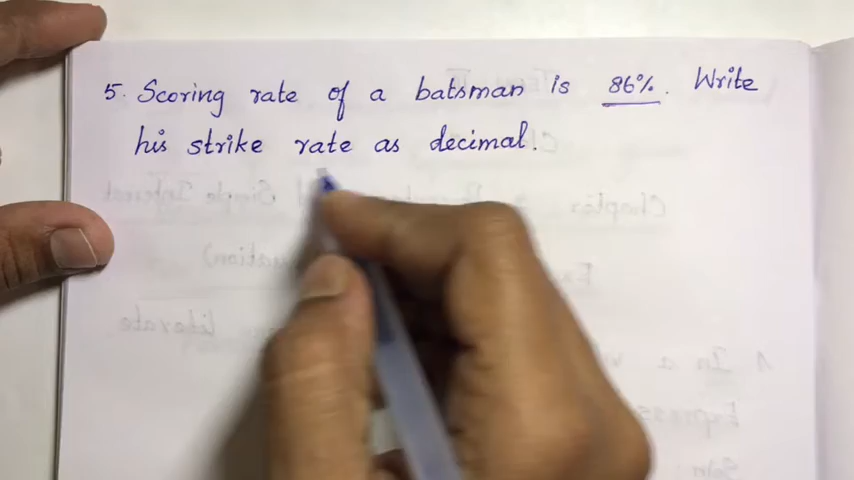 5. Scoring rate of a batsman is 86%. Write
his strike rate as decimal.